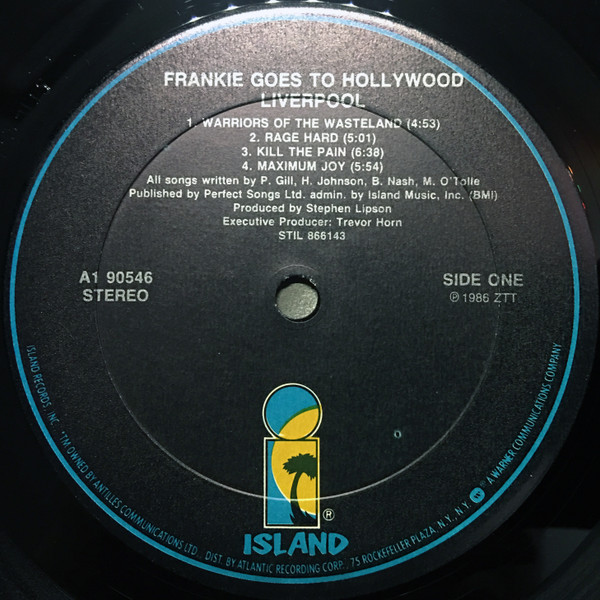 FRANKIE GOES TO HOLLYWOOD
LIVERPOOL
1. WARRIORS OF THE WASTELAND (4:53)
2. RAGE HARD (5:01)
3. KILL THE PAIN (6:38)
4. MAXIMUM JOY (5:54)
All songs written by P. Gill, H. Johnson, B. Nash, M. O'Tolle
Published by Perfect Songs Ltd. admin. by Island Music, Inc. (BMI)
Produced by Stephen Lipson
Executive Producer: Trevor Horn
STIL 866143
A1 90546
STEREO
SIDE ONE
℗ 1986 ZTT
i
®
ISLAND
ISLAND RECORDS, INC. ™ OWNED BY ANTILLES COMMUNICATIONS LTD., DIST. BY ATLANTIC RECORDING CORP., 75 ROCKEFELLER PLAZA, N.Y., N.Y. W A WARNER COMMUNICATIONS COMPANY